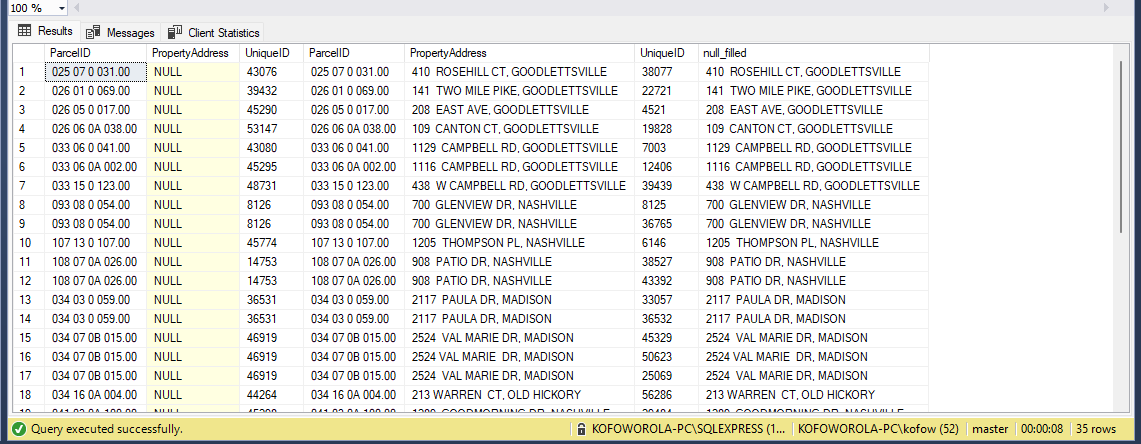 100 %
Results Messages Client Statistics
ParcelID PropertyAddress UniqueID ParcelID PropertyAddress UniqueID null_filled
1 025 07 0 031.00 NULL 43076 025 07 0 031.00 410 ROSEHILL CT, GOODLETTSVILLE 38077 410 ROSEHILL CT, GOODLETTSVILLE
2 026 01 0 069.00 NULL 39432 026 01 0 069.00 141 TWO MILE PIKE, GOODLETTSVILLE 22721 141 TWO MILE PIKE, GOODLETTSVILLE
3 026 05 0 017.00 NULL 45290 026 05 0 017.00 208 EAST AVE, GOODLETTSVILLE 4521 208 EAST AVE, GOODLETTSVILLE
4 026 06 0A 038.00 NULL 53147 026 06 0A 038.00 109 CANTON CT, GOODLETTSVILLE 19828 109 CANTON CT, GOODLETTSVILLE
5 033 06 0 041.00 NULL 43080 033 06 0 041.00 1129 CAMPBELL RD, GOODLETTSVILLE 7003 1129 CAMPBELL RD, GOODLETTSVILLE
6 033 06 0A 002.00 NULL 45295 033 06 0A 002.00 1116 CAMPBELL RD, GOODLETTSVILLE 12406 1116 CAMPBELL RD, GOODLETTSVILLE
7 033 15 0 123.00 NULL 48731 033 15 0 123.00 438 W CAMPBELL RD, GOODLETTSVILLE 39439 438 W CAMPBELL RD, GOODLETTSVILLE
8 093 08 0 054.00 NULL 8126 093 08 0 054.00 700 GLENVIEW DR, NASHVILLE 8125 700 GLENVIEW DR, NASHVILLE
9 093 08 0 054.00 NULL 8126 093 08 0 054.00 700 GLENVIEW DR, NASHVILLE 36765 700 GLENVIEW DR, NASHVILLE
10 107 13 0 107.00 NULL 45774 107 13 0 107.00 1205 THOMPSON PL, NASHVILLE 6146 1205 THOMPSON PL, NASHVILLE
11 108 07 0A 026.00 NULL 14753 108 07 0A 026.00 908 PATIO DR, NASHVILLE 38527 908 PATIO DR, NASHVILLE
12 108 07 0A 026.00 NULL 14753 108 07 0A 026.00 908 PATIO DR, NASHVILLE 43392 908 PATIO DR, NASHVILLE
13 034 03 0 059.00 NULL 36531 034 03 0 059.00 2117 PAULA DR, MADISON 33057 2117 PAULA DR, MADISON
14 034 03 0 059.00 NULL 36531 034 03 0 059.00 2117 PAULA DR, MADISON 36532 2117 PAULA DR, MADISON
15 034 07 0B 015.00 NULL 46919 034 07 0B 015.00 2524 VAL MARIE DR, MADISON 45329 2524 VAL MARIE DR, MADISON
16 034 07 0B 015.00 NULL 46919 034 07 0B 015.00 2524 VAL MARIE DR, MADISON 50623 2524 VAL MARIE DR, MADISON
17 034 07 0B 015.00 NULL 46919 034 07 0B 015.00 2524 VAL MARIE DR, MADISON 25069 2524 VAL MARIE DR, MADISON
18 034 16 0A 004.00 NULL 44264 034 16 0A 004.00 213 WARREN CT, OLD HICKORY 56286 213 WARREN CT, OLD HICKORY
Query executed successfully. KOFOWOROLA-PC\SQLEXPRESS (1... KOFOWOROLA-PC\kofow (52) master 00:00:08 35 rows